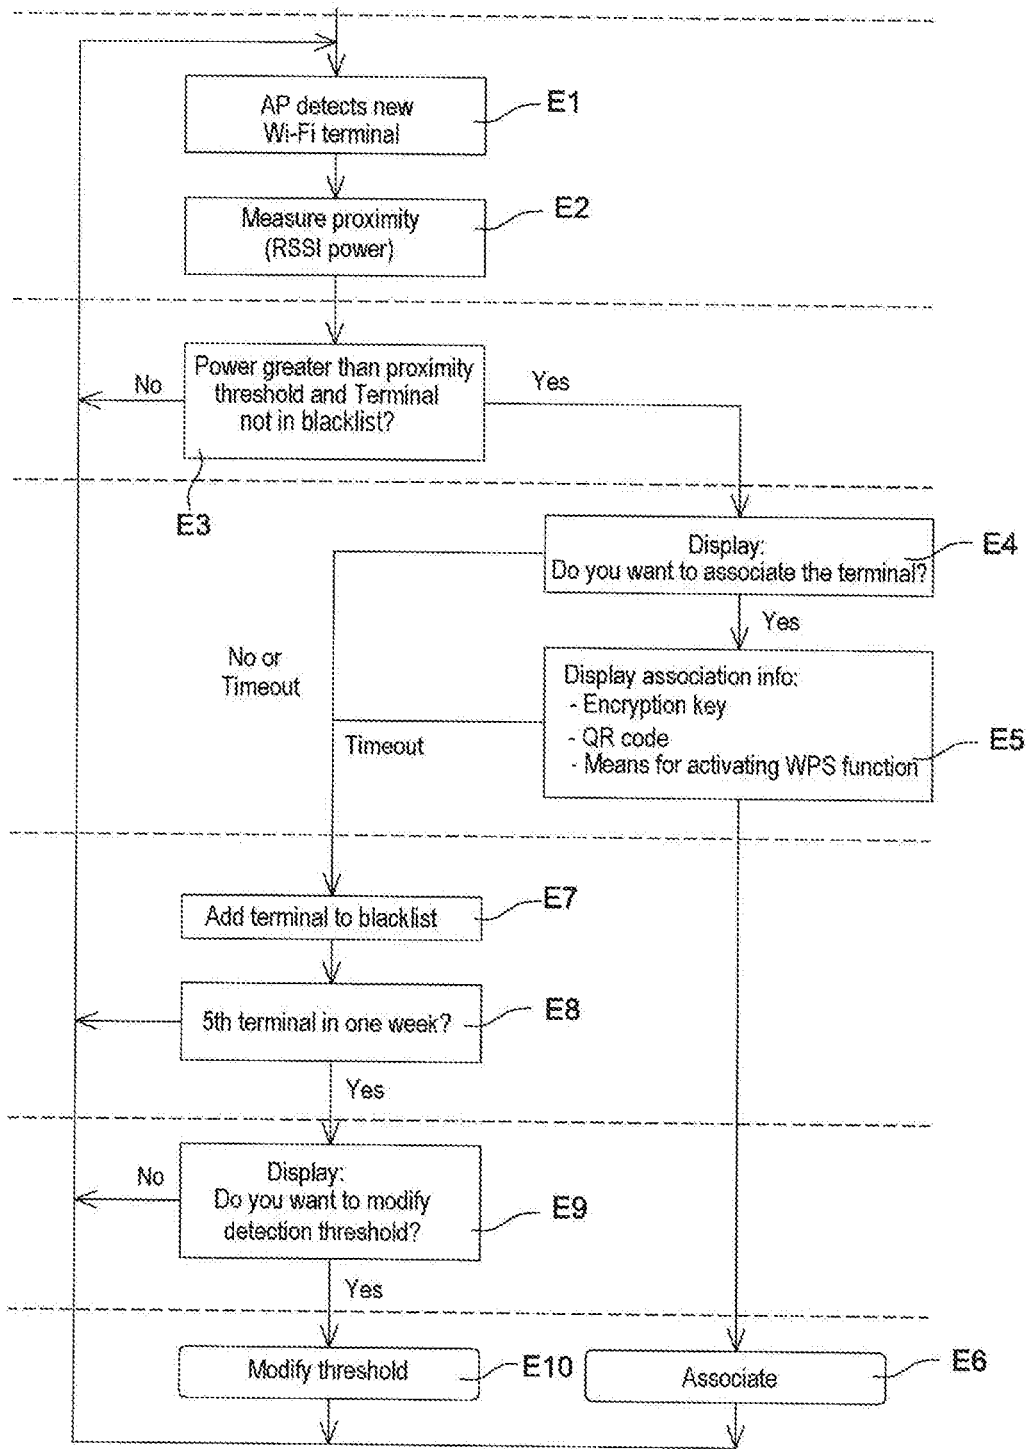 AP detects new
Wi-Fi terminal
E1
Measure proximity
(RSSI power)
E2
Power greater than proximity
threshold and Terminal
not in blacklist?
No
Yes
E3
Display:
Do you want to associate the terminal?
E4
Yes
No or
Timeout
Display association info:
- Encryption key
- QR code
- Means for activating WPS function
E5
Timeout
Add terminal to blacklist
E7
5th terminal in one week?
E8
Yes
Display:
Do you want to modify
detection threshold?
No
E9
Yes
Modify threshold
E10
Associate
E6